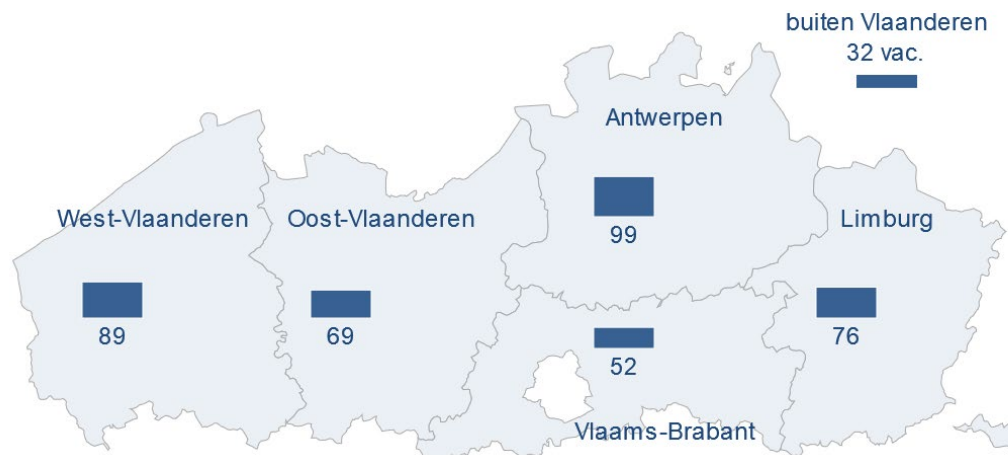 buiten Vlaanderen
32 vac.
Antwerpen
99
West-Vlaanderen
89
Oost-Vlaanderen
69
Limburg
76
52
Vlaams-Brabant